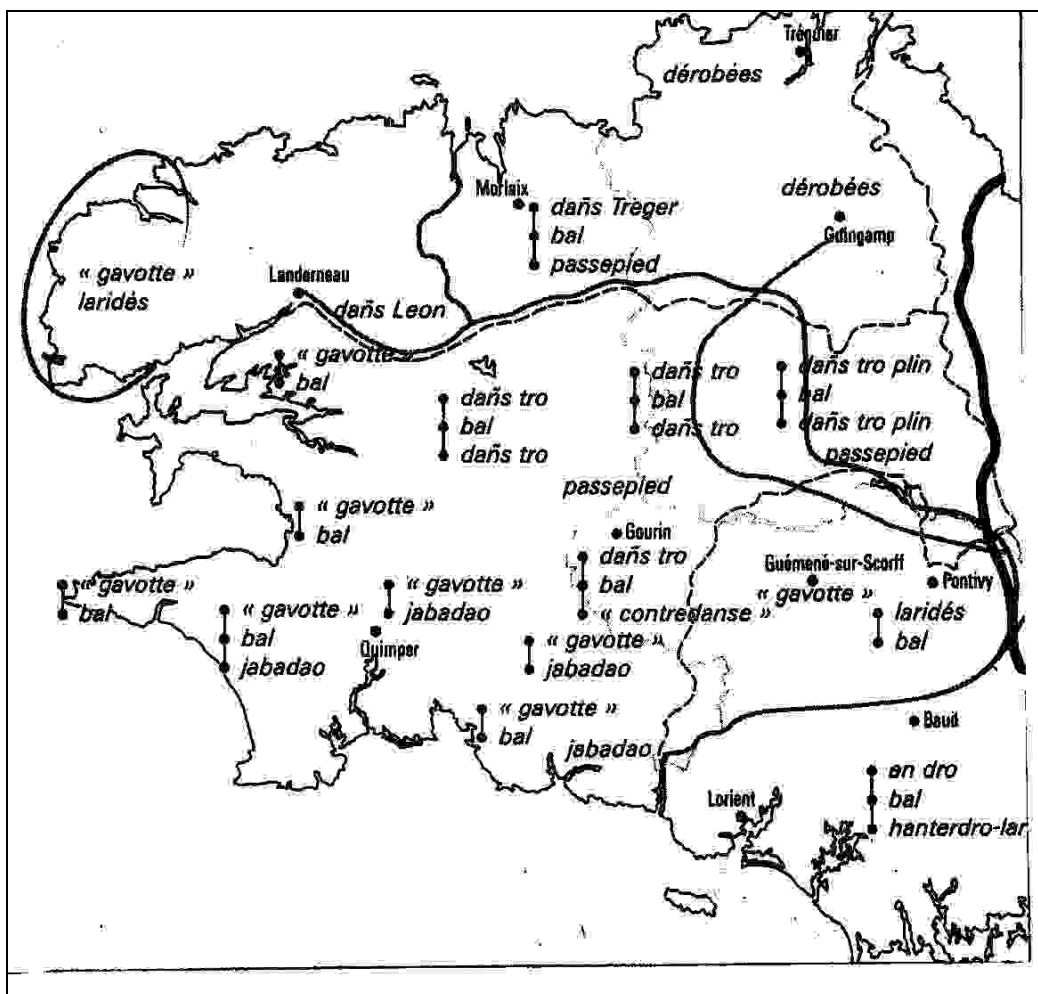 Tréguier
dérobées
Morlaix
dañs Treger
bal
passepied
dérobées
Guingamp
« gavotte »
laridés
Landerneau
dañs Leon
« gavotte »
bal
dañs tro
bal
dañs tro
dañs tro
bal
dañs tro
dañs tro plin
bal
dañs tro plin
passepied
passepied
« gavotte »
bal
Gourin
dañs tro
bal
« contredanse »
Guémené-sur-Scorff
« gavotte »
Pontivy
laridés
bal
« gavotte »
bal
« gavotte »
bal
jabadao
« gavotte »
jabadao
Quimper
« gavotte »
jabadao
« gavotte »
bal
jabadao
Baud
Lorient
an dro
bal
hanterdro-lar